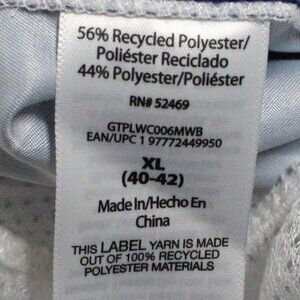 56% Recycled Polyester/
Poliéster Reciclado
44% Polyester/Poliéster
RN# 52469
GTPLWC006MWB
EAN/UPC 1 97772449950
XL
(40-42)
Made in/Hecho En
China
THIS LABEL YARN IS MADE
OUT OF 100% RECYCLED
POLYESTER MATERIALS